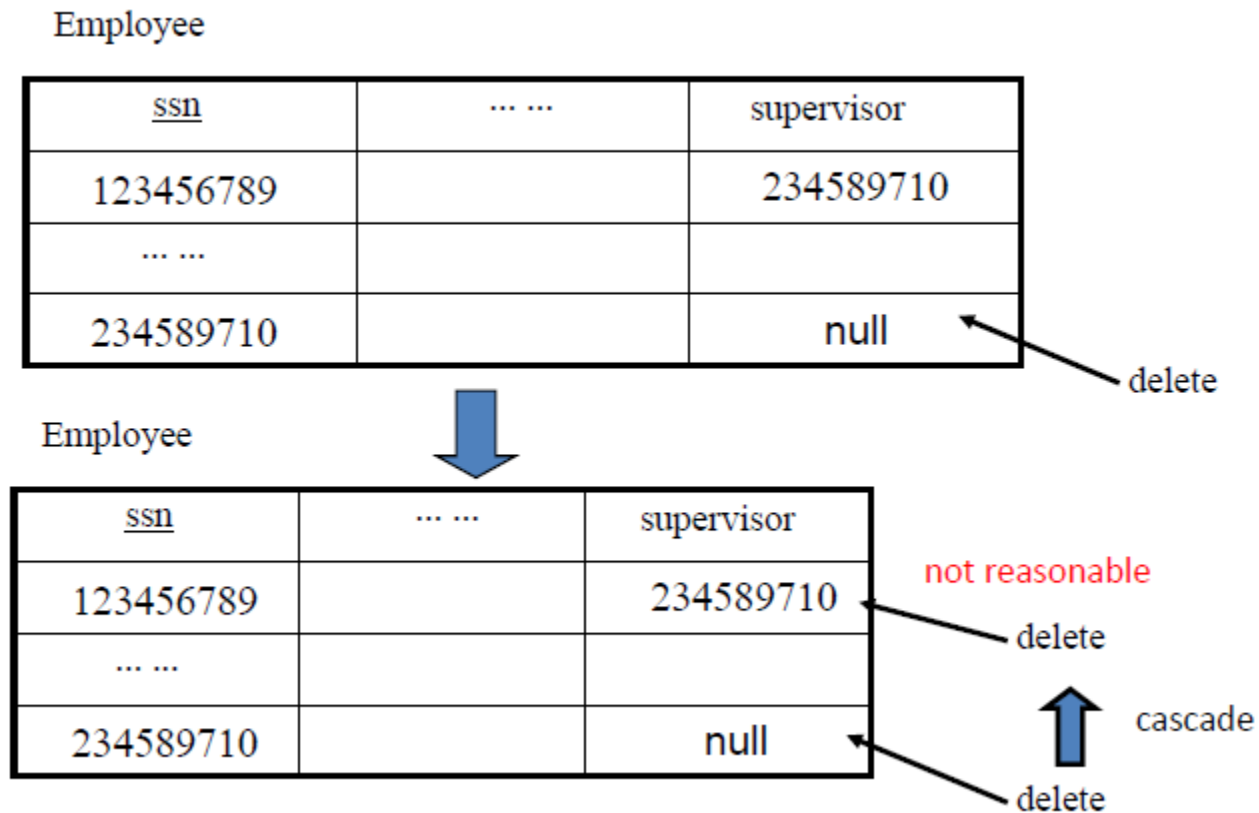 Employee
ssn ... ... supervisor
123456789 234589710
... ...
234589710 null
delete
Employee
ssn ... ... supervisor
not reasonable
123456789 234589710
delete
... ...
cascade
234589710 null
delete